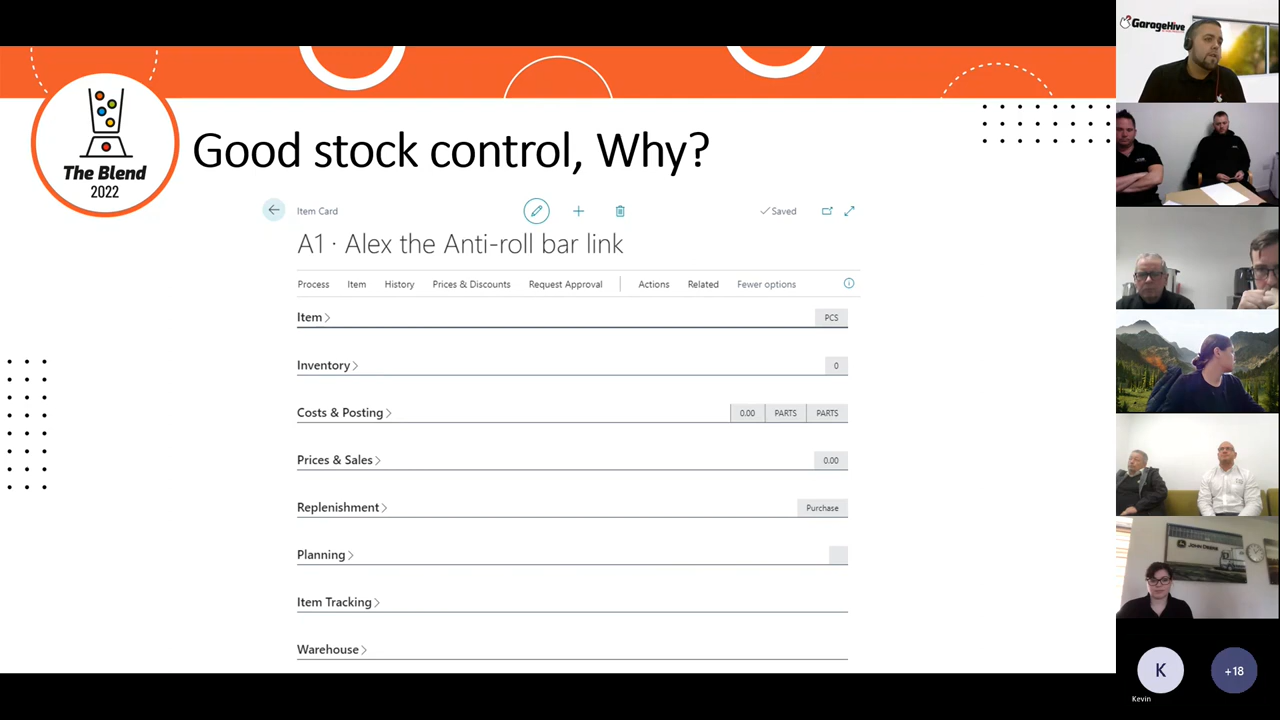 The Blend
2022
Good stock control, Why?
Item Card
Saved
A1 · Alex the Anti-roll bar link
Process Item History Prices & Discounts Request Approval Actions Related Fewer options
Item PCS
Inventory 0
Costs & Posting 0.00 PARTS PARTS
Prices & Sales 0.00
Replenishment Purchase
Planning
Item Tracking
Warehouse
GarageHive
JOHN DEERE
K
+18
Kevin